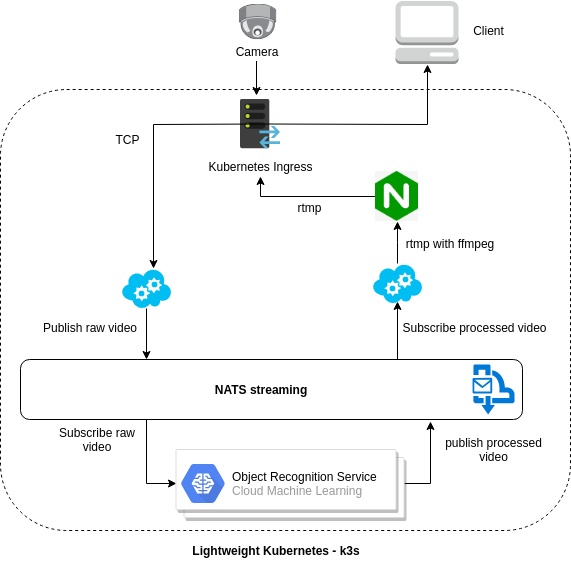 Camera
Client
TCP
Kubernetes Ingress
rtmp
N
rtmp with ffmpeg
Publish raw video
Subscribe processed video
NATS streaming
Subscribe raw
video
publish processed
video
Object Recognition Service
Cloud Machine Learning
Lightweight Kubernetes - k3s